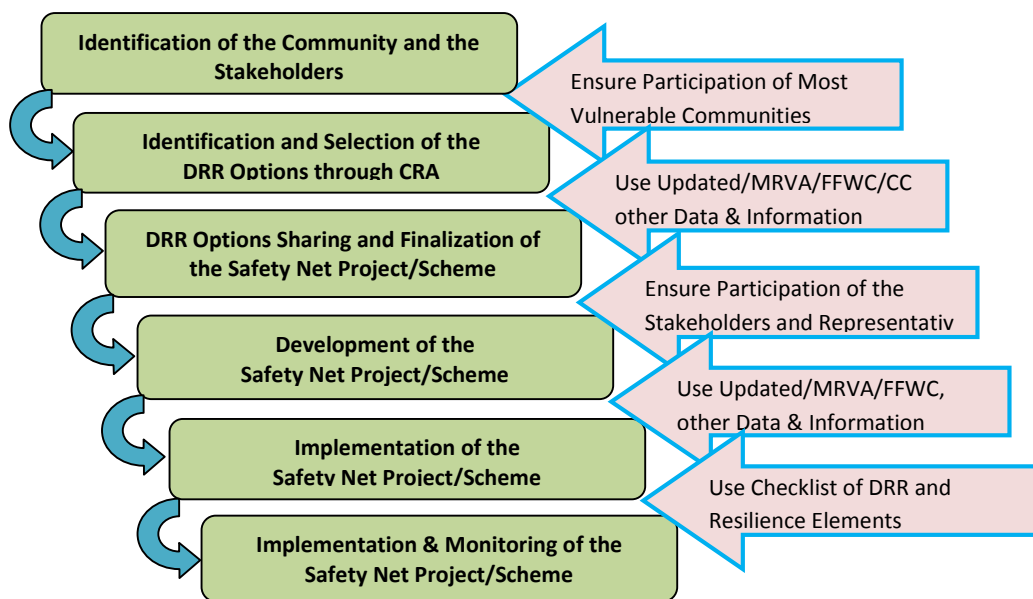 Identification of the Community and the
Stakeholders
Ensure Participation of Most
Vulnerable Communities
Identification and Selection of the
DRR Options through CRA
Use Updated/MRVA/FFWC/CC
other Data & Information
DRR Options Sharing and Finalization of
the Safety Net Project/Scheme
Ensure Participation of the
Stakeholders and Representativ
Development of the
Safety Net Project/Scheme
Use Updated/MRVA/FFWC,
other Data & Information
Implementation of the
Safety Net Project/Scheme
Use Checklist of DRR and
Resilience Elements
Implementation & Monitoring of the
Safety Net Project/Scheme